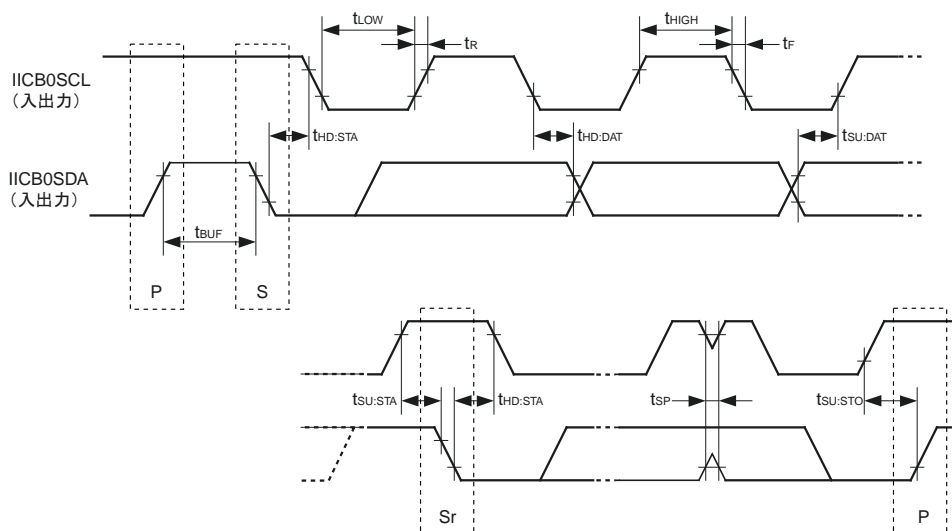 tLOW
tR
tHIGH
tF
IICB0SCL
（入出力）
tHD:STA
tHD:DAT
tSU:DAT
IICB0SDA
（入出力）
tBUF
P
S
tSU:STA
tHD:STA
tSP
tSU:STO
Sr
P